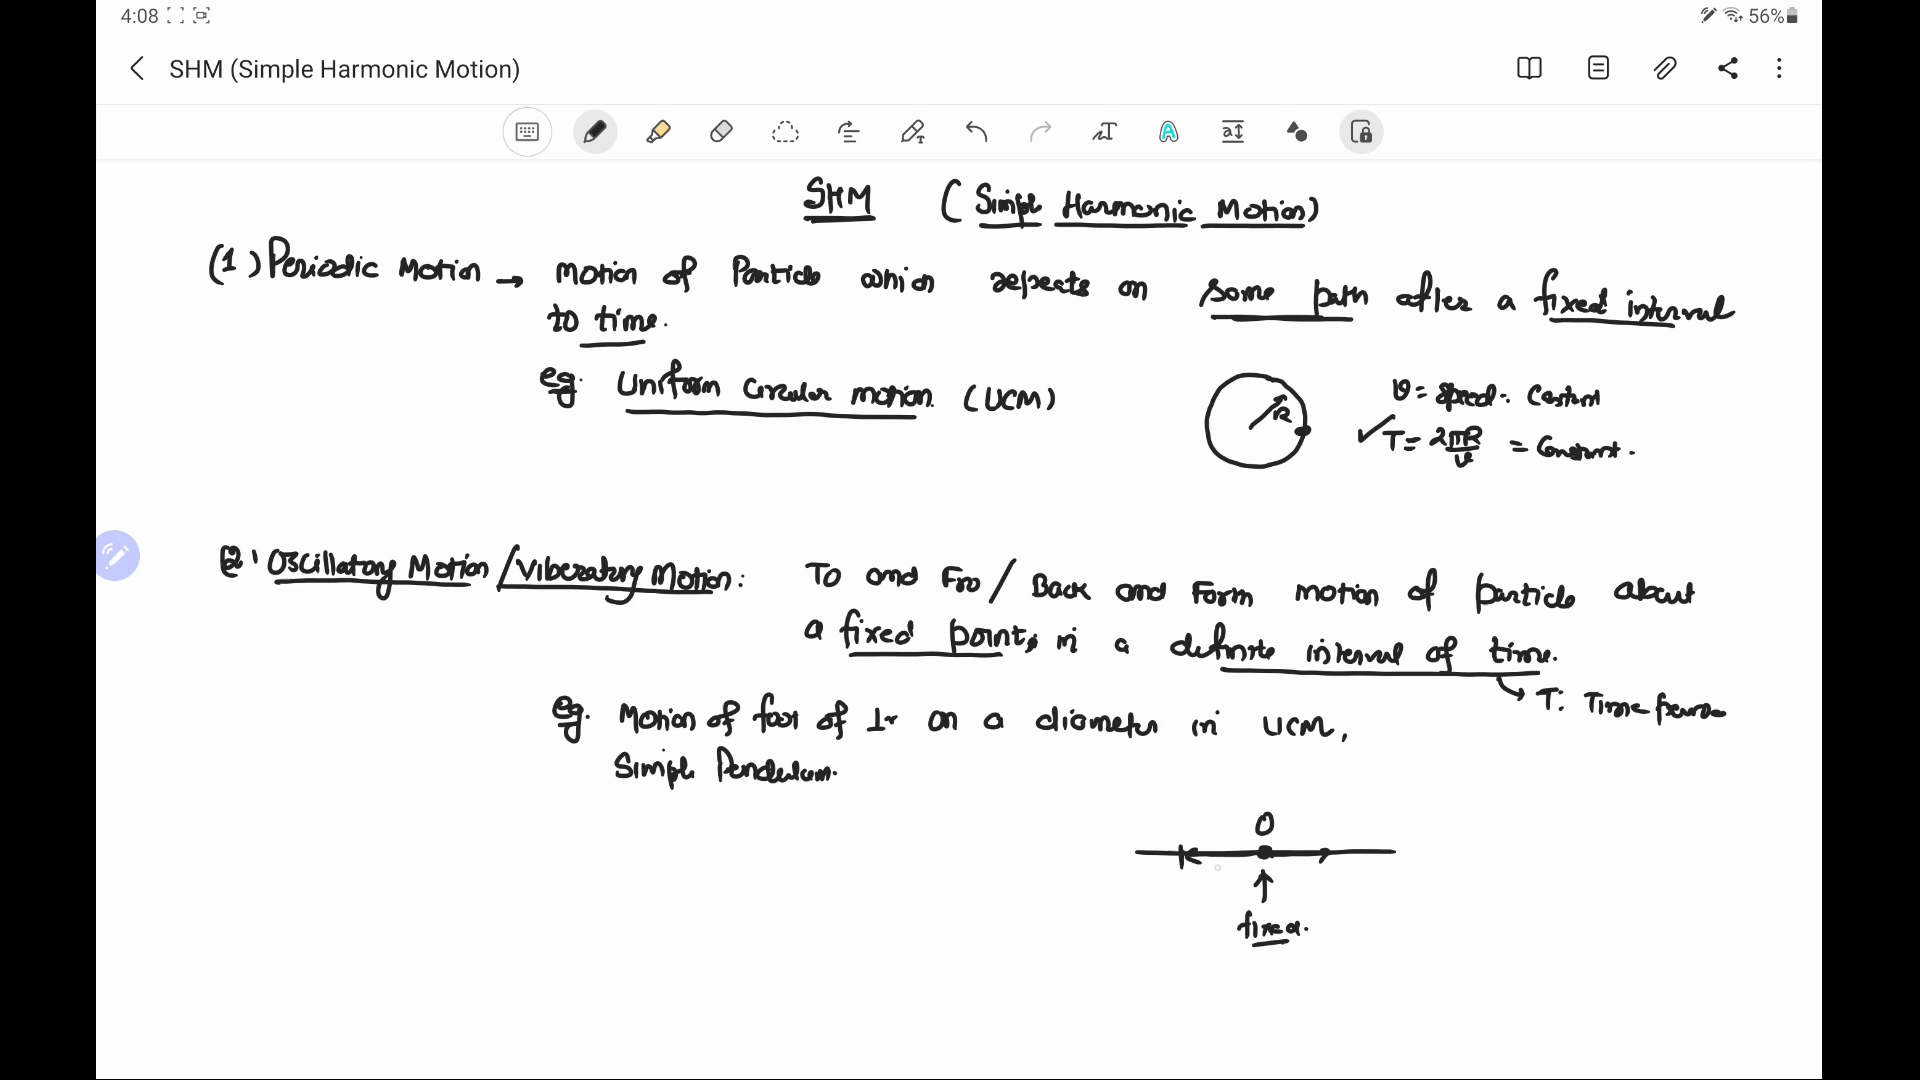 4:08 56%
SHM (Simple Harmonic Motion)
SHM (Simple Harmonic Motion)
(1) Periodic Motion → Motion of Particle which repeats on same path after a fixed interval
to time.
eg. Uniform circular motion. (UCM)
R
v = speed. Constant
✓ T = 2πR/v = Constant.
2. Oscillatory Motion / Viberatory Motion: To and Fro / Back and Form motion of particle about
a fixed point, in a definite interval of time.
→ T: Time
eg. Motion of foot of ⊥r on a diameter in UCM,
Simple Pendulum.
O
fixed.